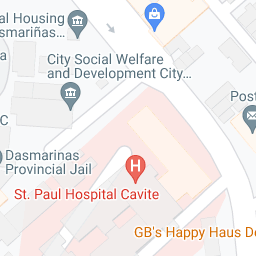 al Housing
asmariñas...
City Social Welfare
and Development City...
Post
C
Dasmarinas
Provincial Jail
H
St. Paul Hospital Cavite
GB's Happy Haus Do